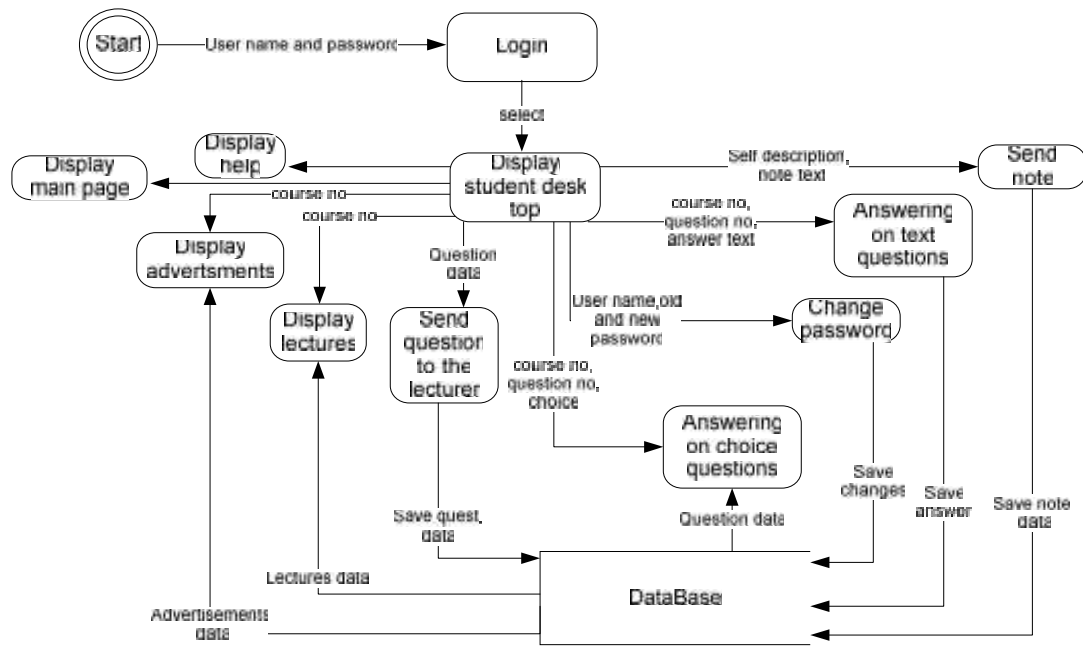 Start
User name and password
Login
select
Display
help
Display
main page
Display
student desk
top
Self description,
note text
Send
note
course no
course no
course no,
question no,
answer text
Answering
on text
questions
Display
advertsments
Question
data
Display
lectures
Send
question
to the
lecturer
User name,old
and new
password
Change
password
course no,
question no,
choice
Answering
on choice
questions
Save
changes
Save
answer
Save note
data
Save quest,
data
Question data
Lectures data
DataBase
Advertisements
data